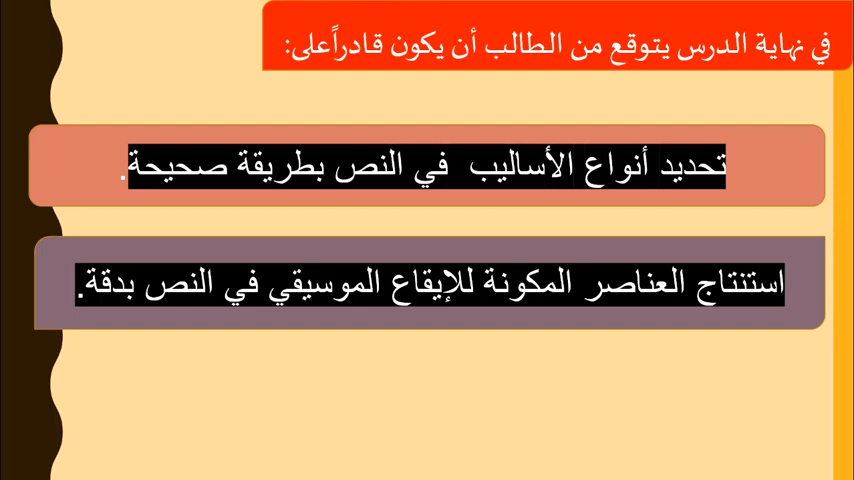 في نهاية الدرس يتوقع من الطالب أن يكون قادراً على:
تحديد أنواع الأساليب في النص بطريقة صحيحة.
استنتاج العناصر المكونة للإيقاع الموسيقي في النص بدقة.